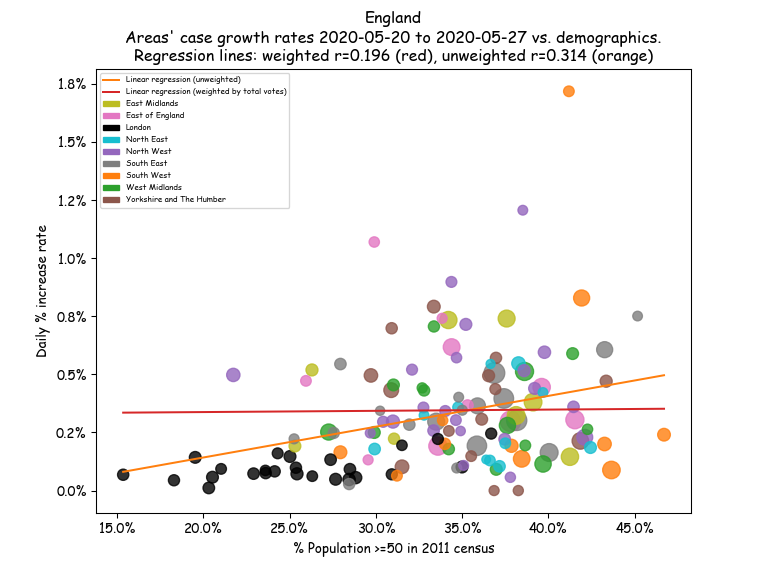 England
Areas' case growth rates 2020-05-20 to 2020-05-27 vs. demographics.
Regression lines: weighted r=0.196 (red), unweighted r=0.314 (orange)
Linear regression (unweighted)
Linear regression (weighted by total votes)
East Midlands
East of England
London
North East
North West
South East
South West
West Midlands
Yorkshire and The Humber
Daily % increase rate
1.8%
1.5%
1.2%
1.0%
0.8%
0.5%
0.2%
0.0%
15.0% 20.0% 25.0% 30.0% 35.0% 40.0% 45.0%
% Population >=50 in 2011 census